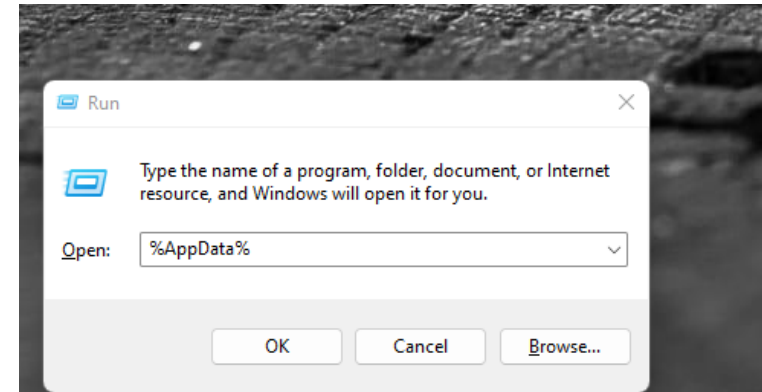 Run
Type the name of a program, folder, document, or Internet
resource, and Windows will open it for you.
Open: %AppData%
OK Cancel Browse...